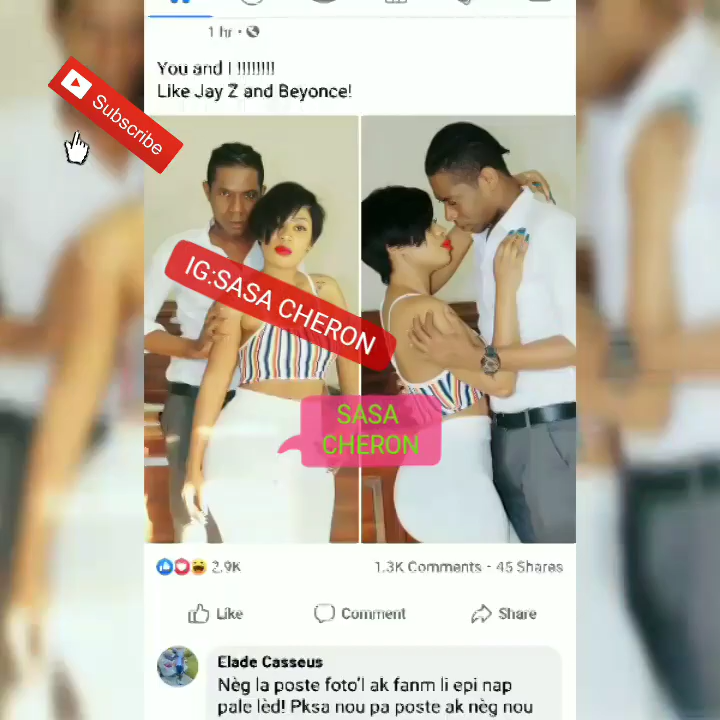 1 hr ·
You and I !!!!!!!!
Like Jay Z and Beyonce!
Subscribe
IG:SASA CHERON
SASA
CHERON
2.9K
1.3K Comments - 45 Shares
Like
Comment
Share
Elade Casseus
Nèg la poste foto'l ak fanm li epi nap
pale lèd! Pksa nou pa poste ak nèg nou